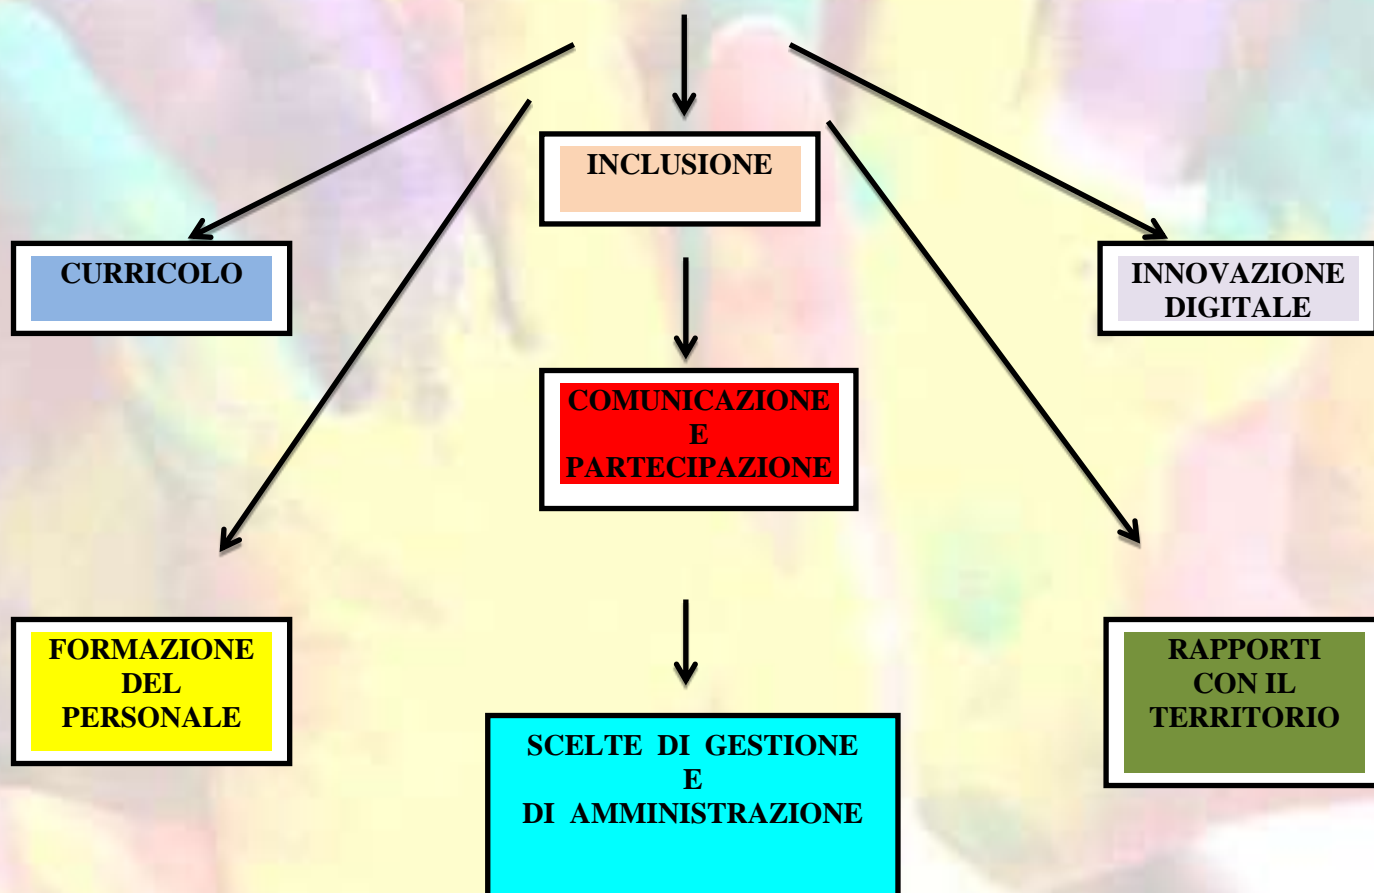 INCLUSIONE
CURRICOLO
INNOVAZIONE
DIGITALE
COMUNICAZIONE
E
PARTECIPAZIONE
FORMAZIONE
DEL
PERSONALE
RAPPORTI
CON IL
TERRITORIO
SCELTE DI GESTIONE
E
DI AMMINISTRAZIONE